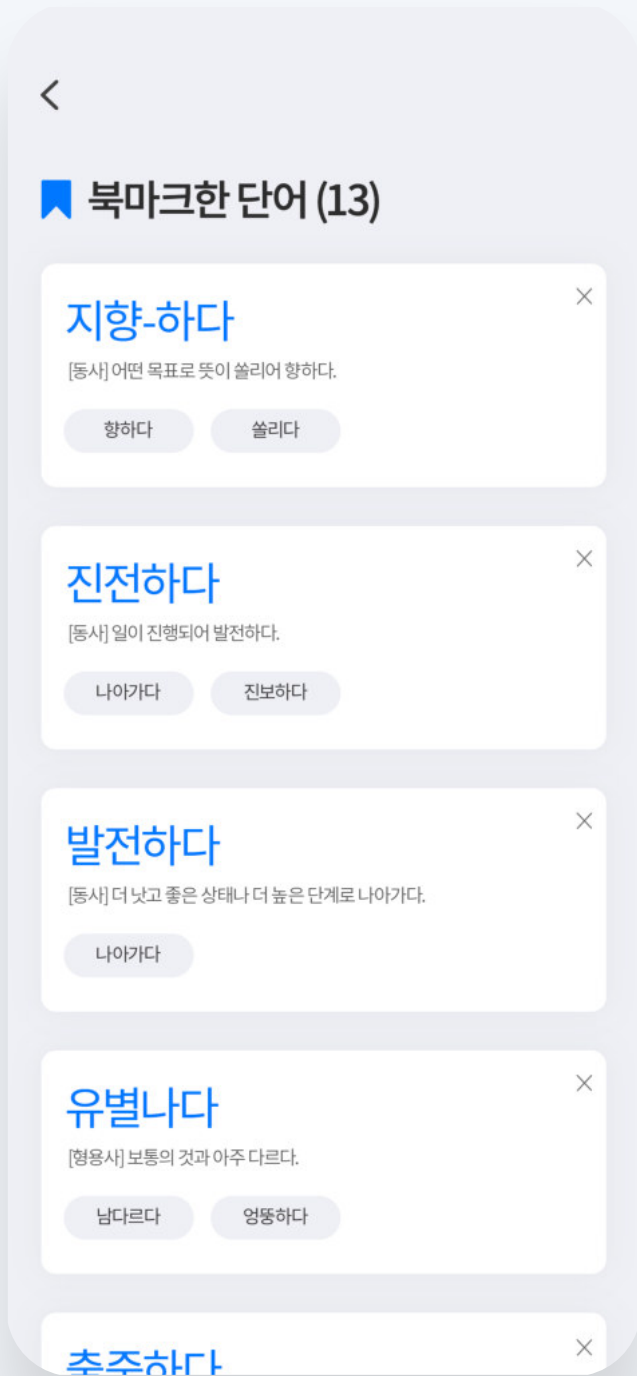 북마크한 단어 (13)
지향-하다
[동사] 어떤 목표로 뜻이 쏠리어 향하다.
향하다 쏠리다
진전하다
[동사] 일이 진행되어 발전하다.
나아가다 진보하다
발전하다
[동사] 더 낫고 좋은 상태나 더 높은 단계로 나아가다.
나아가다
유별나다
[형용사] 보통의 것과 아주 다르다.
남다르다 엉뚱하다